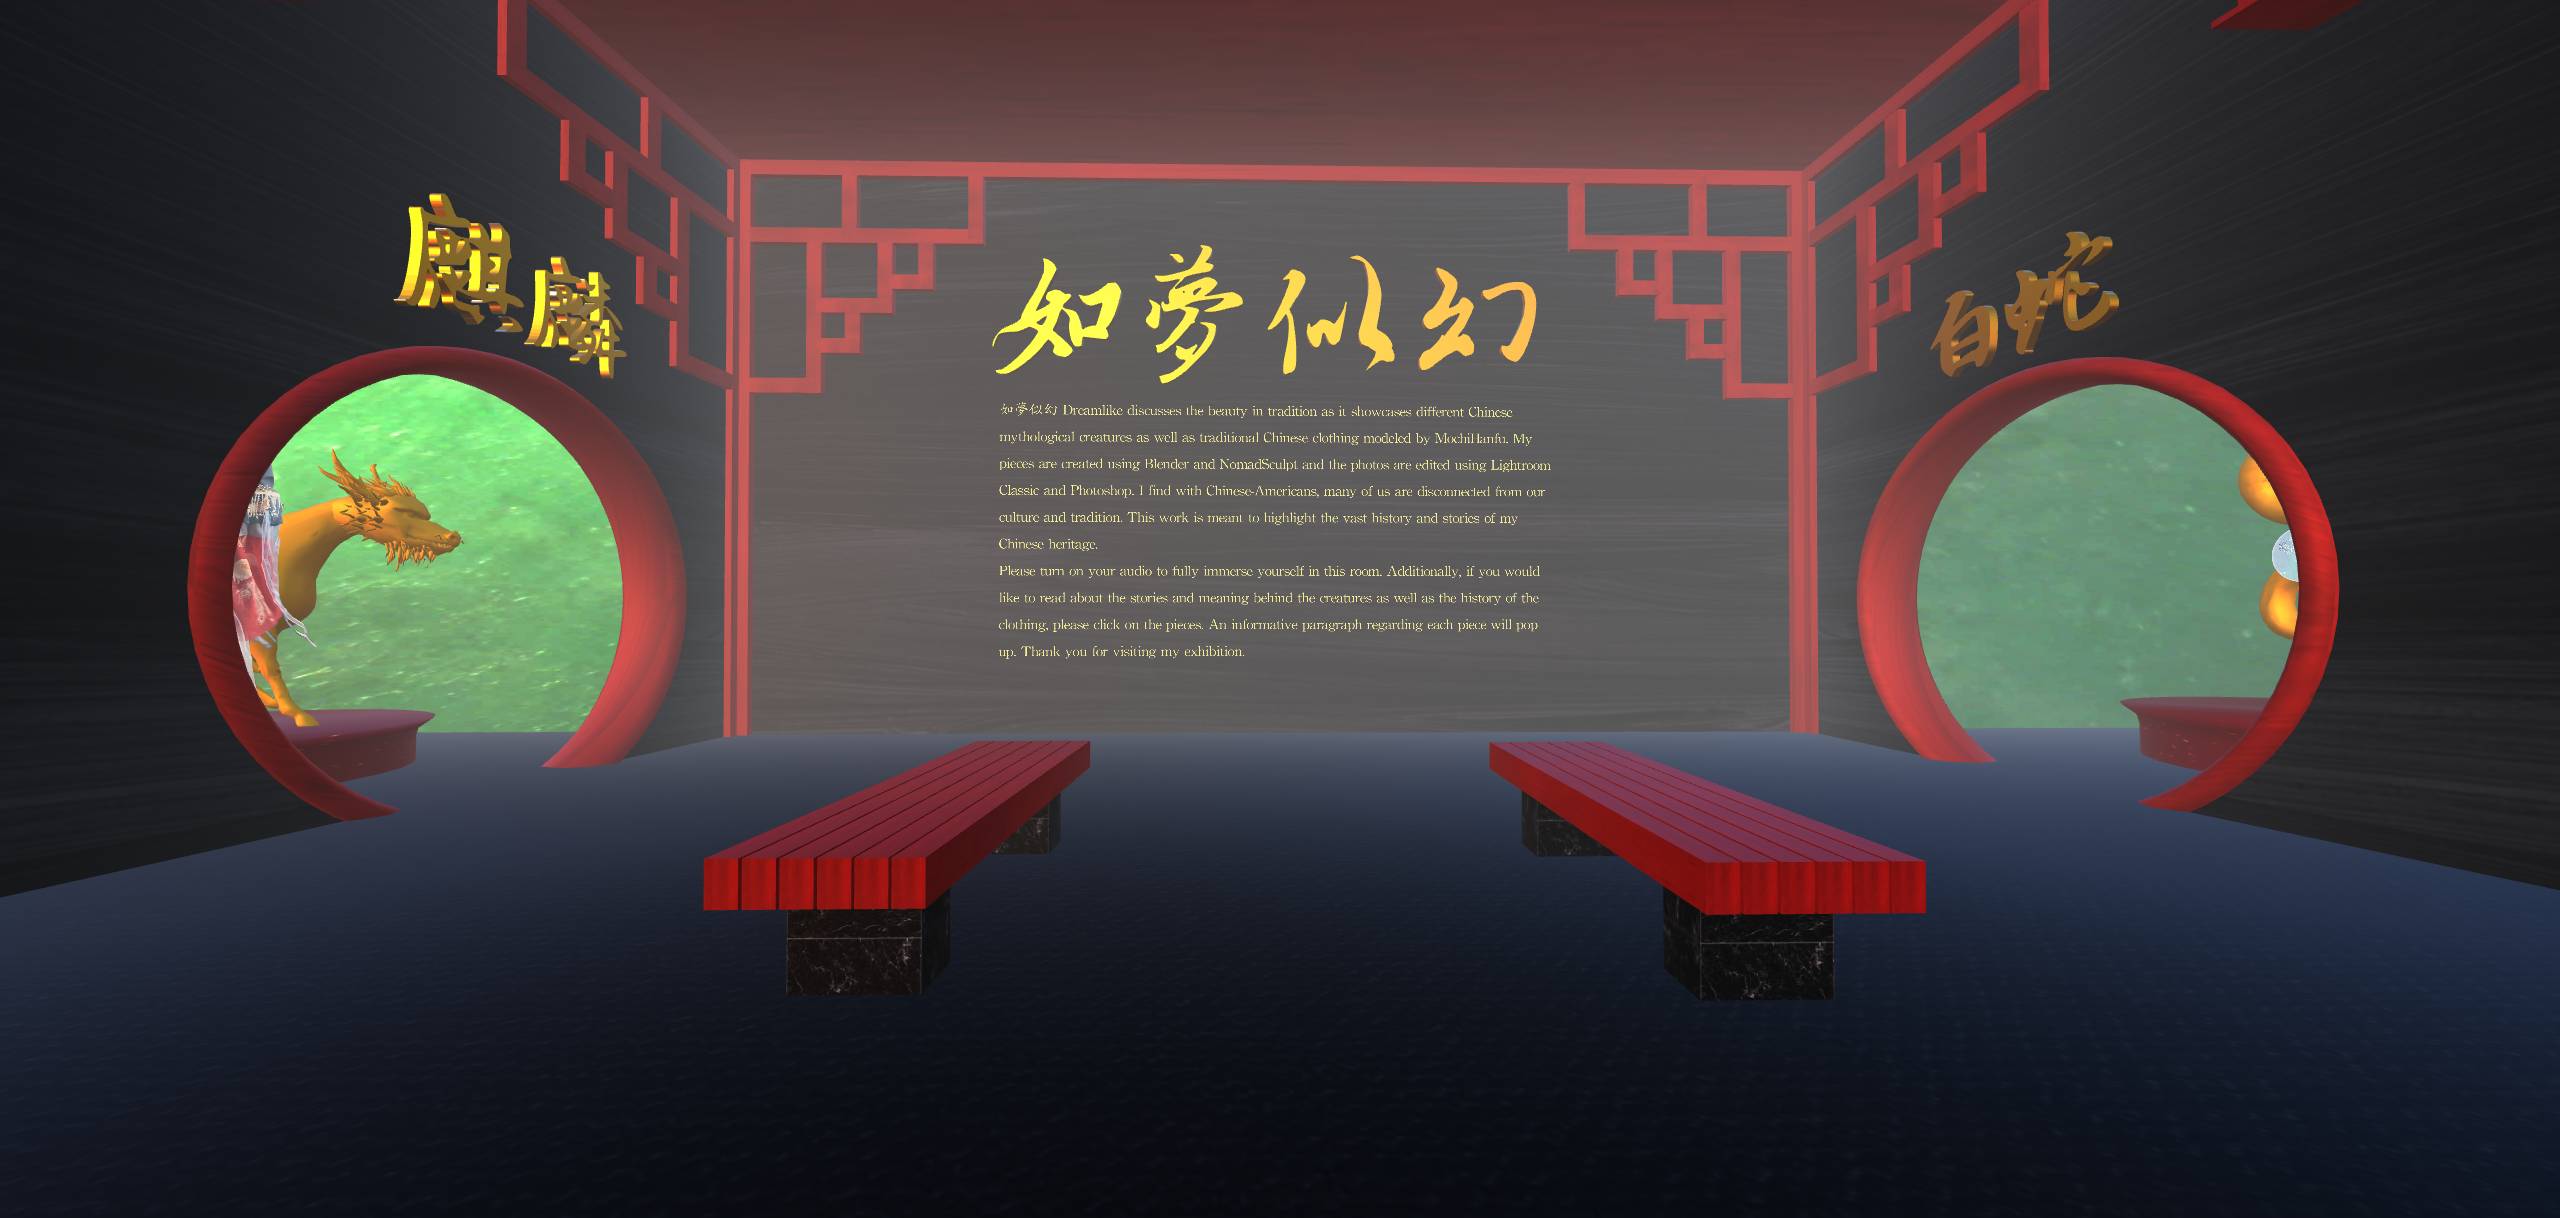 麒麟
如夢似幻
白蛇
如夢似幻 Dreamlike discusses the beauty in tradition as it showcases different Chinese
mythological creatures as well as traditional Chinese clothing modeled by MochiHanfu. My
pieces are created using Blender and NomadSculpt and the photos are edited using Lightroom
Classic and Photoshop. I find with Chinese-Americans, many of us are disconnected from our
culture and tradition. This work is meant to highlight the vast history and stories of my
Chinese heritage.
Please turn on your audio to fully immerse yourself in this room. Additionally, if you would
like to read about the stories and meaning behind the creatures as well as the history of the
clothing, please click on the pieces. An informative paragraph regarding each piece will pop
up. Thank you for visiting my exhibition.